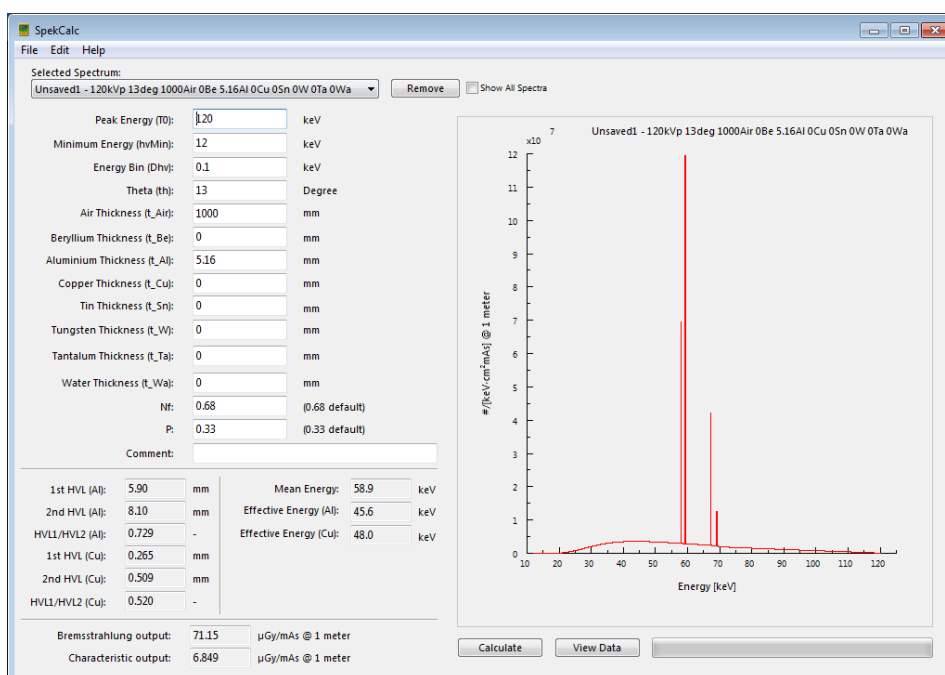 SpekCalc
File Edit Help
Selected Spectrum:
Unsaved1 - 120kVp 13deg 1000Air 0Be 5.16Al 0Cu 0Sn 0W 0Ta 0Wa Remove Show All Spectra
Peak Energy (T0): 120 keV
Minimum Energy (hvMin): 12 keV
Energy Bin (Dhv): 0.1 keV
Theta (th): 13 Degree
Air Thickness (t_Air): 1000 mm
Beryllium Thickness (t_Be): 0 mm
Aluminium Thickness (t_Al): 5.16 mm
Copper Thickness (t_Cu): 0 mm
Tin Thickness (t_Sn): 0 mm
Tungsten Thickness (t_W): 0 mm
Tantalum Thickness (t_Ta): 0 mm
Water Thickness (t_Wa): 0 mm
Nf: 0.68 (0.68 default)
P: 0.33 (0.33 default)
Comment:
1st HVL (Al): 5.90 mm
2nd HVL (Al): 8.10 mm
HVL1/HVL2 (Al): 0.729 -
1st HVL (Cu): 0.265 mm
2nd HVL (Cu): 0.509 mm
HVL1/HVL2 (Cu): 0.520 -
Mean Energy: 58.9 keV
Effective Energy (Al): 45.6 keV
Effective Energy (Cu): 48.0 keV
Bremsstrahlung output: 71.15 µGy/mAs @ 1 meter
Characteristic output: 6.849 µGy/mAs @ 1 meter
x10 7
Unsaved1 - 120kVp 13deg 1000Air 0Be 5.16Al 0Cu 0Sn 0W 0Ta 0Wa
12
11
10
9
8
7
6
5
4
3
2
1
0
#/[keV·cm²mAs] @ 1 meter
10 20 30 40 50 60 70 80 90 100 110 120
Energy [keV]
Calculate View Data